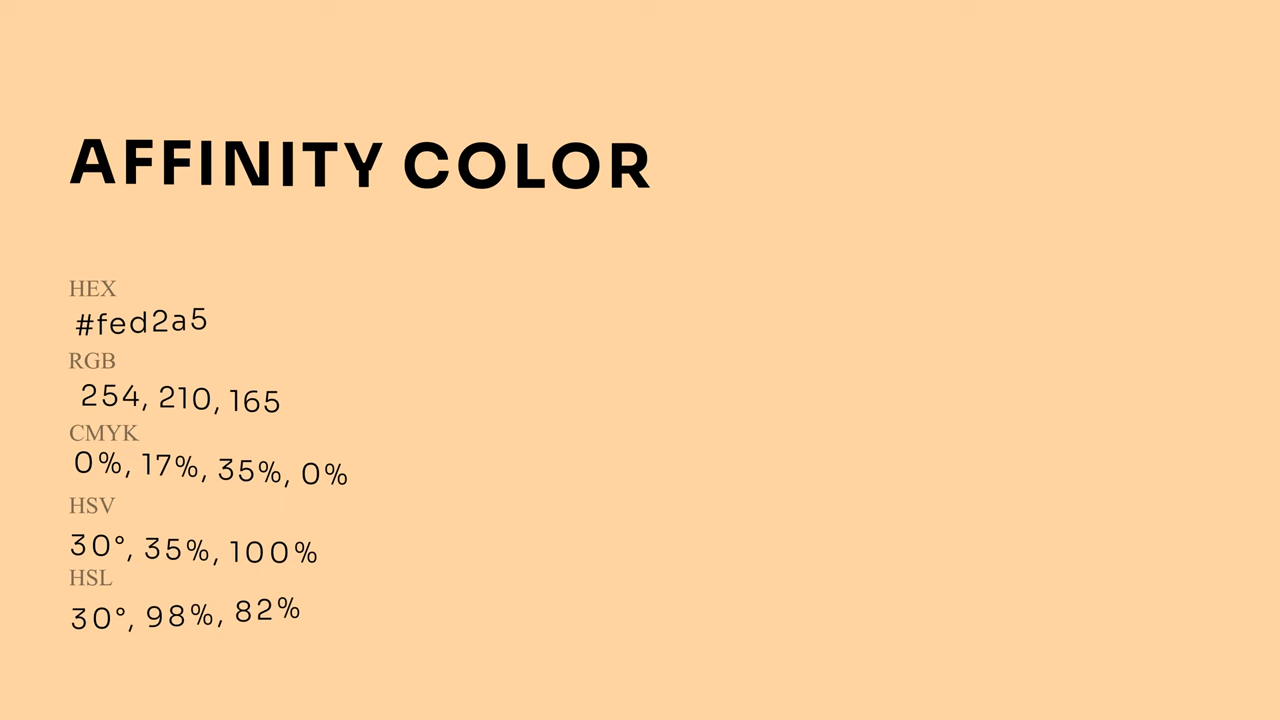 AFFINITY COLOR
HEX
#fed2a5
RGB
254, 210, 165
CMYK
0%, 17%, 35%, 0%
HSV
30°, 35%, 100%
HSL
30°, 98%, 82%